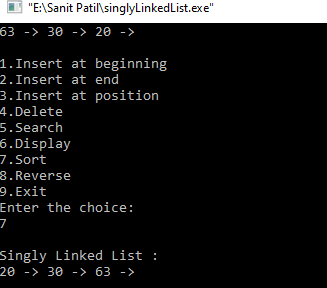 "E:\Sanit Patil\singlyLinkedList.exe"
63 -> 30 -> 20 ->
1.Insert at beginning
2.Insert at end
3.Insert at position
4.Delete
5.Search
6.Display
7.Sort
8.Reverse
9.Exit
Enter the choice:
7
Singly Linked List :
20 -> 30 -> 63 ->